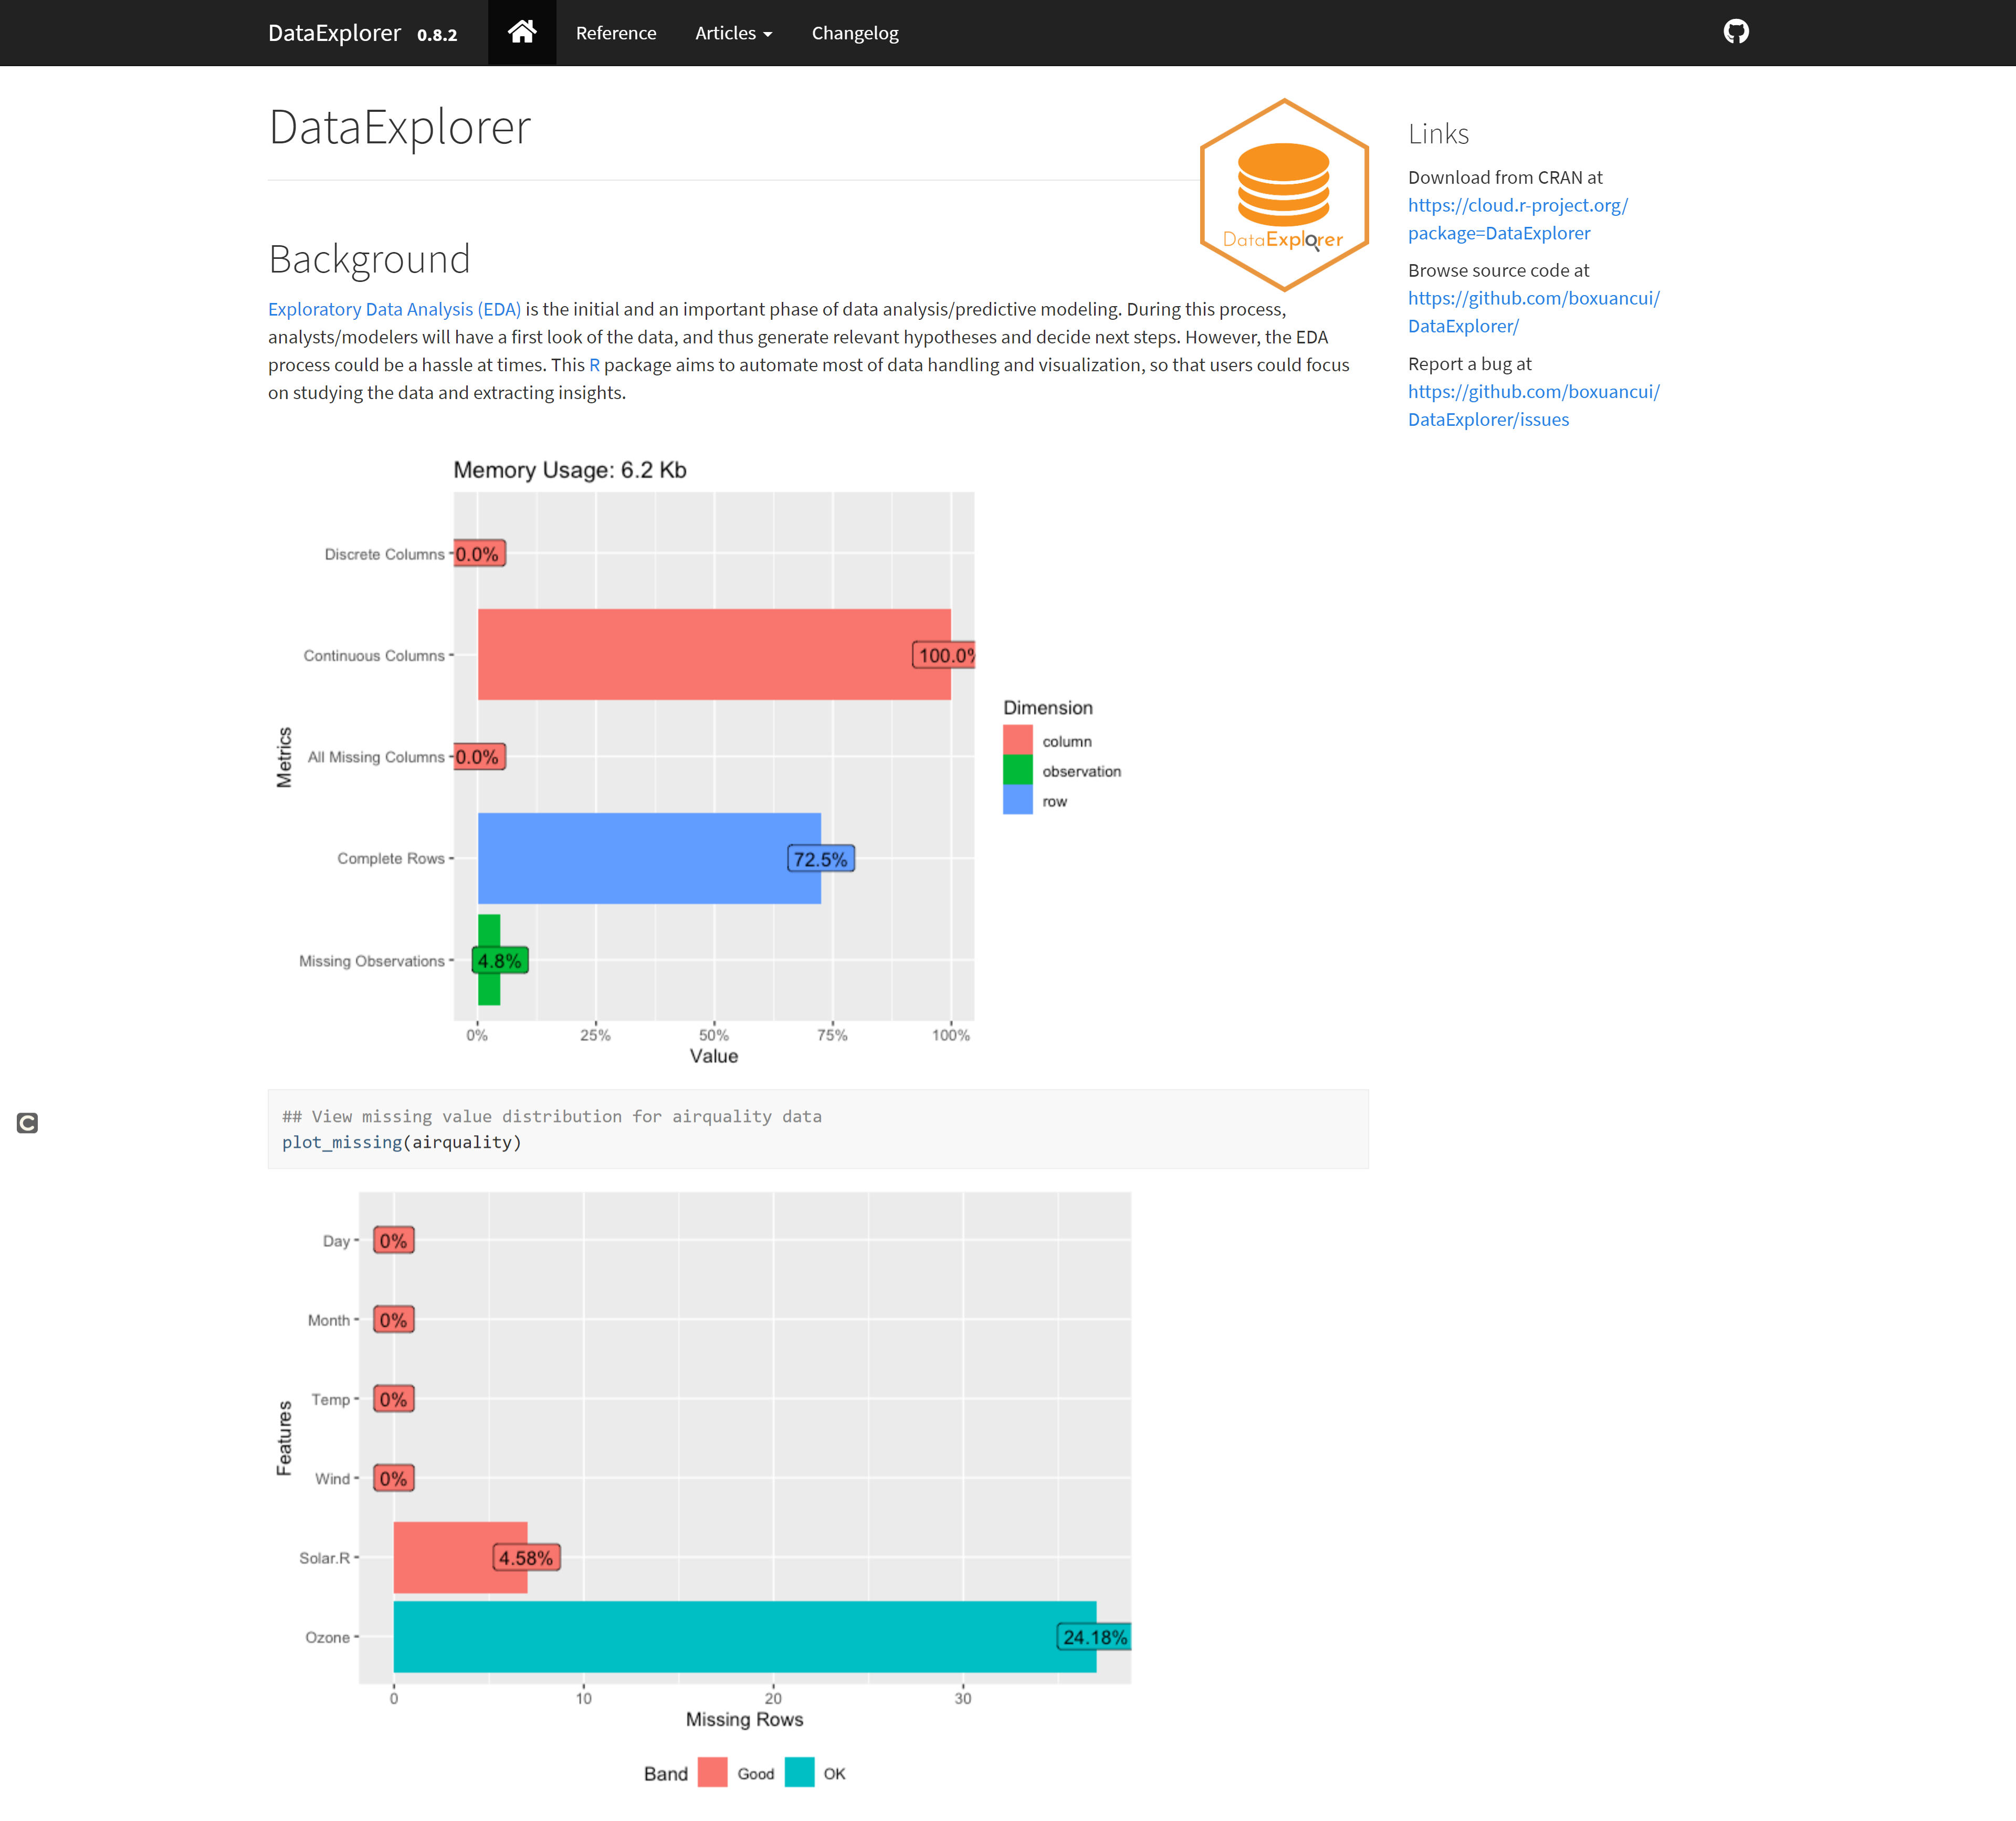 DataExplorer 0.8.2 Reference Articles Changelog
DataExplorer
DataExplorer
Background
Exploratory Data Analysis (EDA) is the initial and an important phase of data analysis/predictive modeling. During this process,
analysts/modelers will have a first look of the data, and thus generate relevant hypotheses and decide next steps. However, the EDA
process could be a hassle at times. This R package aims to automate most of data handling and visualization, so that users could focus
on studying the data and extracting insights.
Links
Download from CRAN at
https://cloud.r-project.org/
package=DataExplorer
Browse source code at
https://github.com/boxuancui/
DataExplorer/
Report a bug at
https://github.com/boxuancui/
DataExplorer/issues
Memory Usage: 6.2 Kb
Metrics
Discrete Columns 0.0%
Continuous Columns 100.0%
All Missing Columns 0.0%
Complete Rows 72.5%
Missing Observations 4.8%
0% 25% 50% 75% 100%
Value
Dimension
column
observation
row
C
## View missing value distribution for airquality data
plot_missing(airquality)
Features
Day 0%
Month 0%
Temp 0%
Wind 0%
Solar.R 4.58%
Ozone 24.18%
0 10 20 30
Missing Rows
Band Good OK